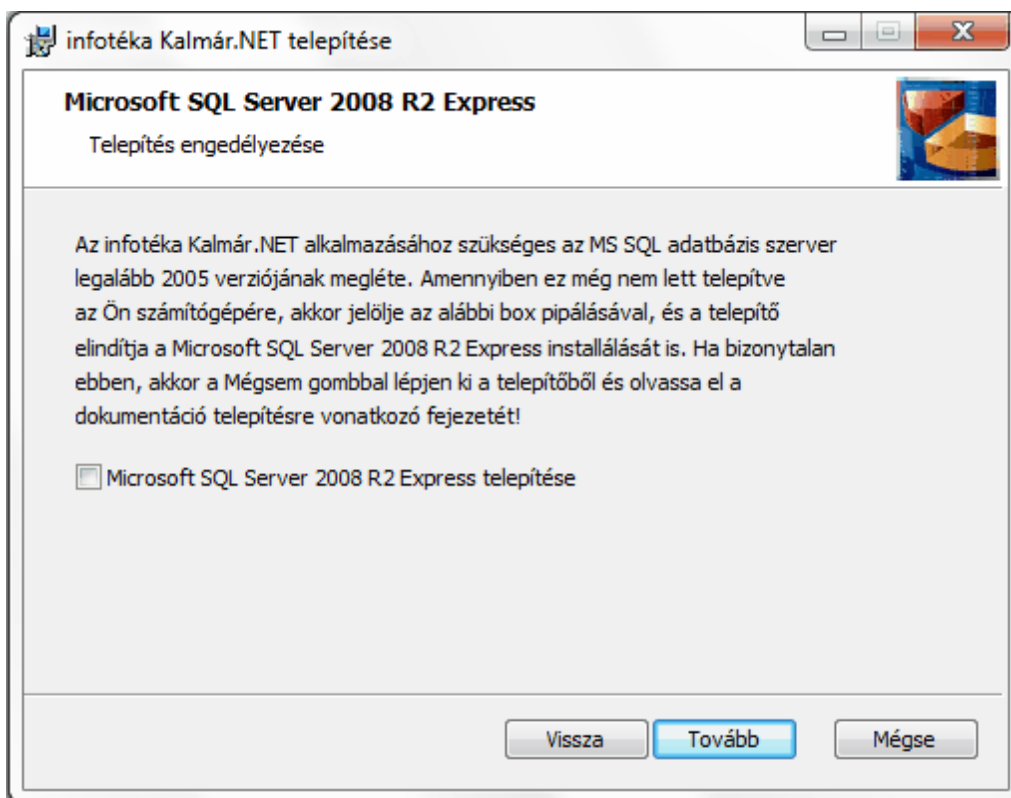 infotéka Kalmár.NET telepítése
Microsoft SQL Server 2008 R2 Express
Telepítés engedélyezése
Az infotéka Kalmár.NET alkalmazásához szükséges az MS SQL adatbázis szerver
legalább 2005 verziójának megléte. Amennyiben ez még nem lett telepítve
az Ön számítógépére, akkor jelölje az alábbi box pipálásával, és a telepítő
elindítja a Microsoft SQL Server 2008 R2 Express installálását is. Ha bizonytalan
ebben, akkor a Mégsem gombbal lépjen ki a telepítőből és olvassa el a
dokumentáció telepítésre vonatkozó fejezetét!
Microsoft SQL Server 2008 R2 Express telepítése
Vissza
Tovább
Mégse